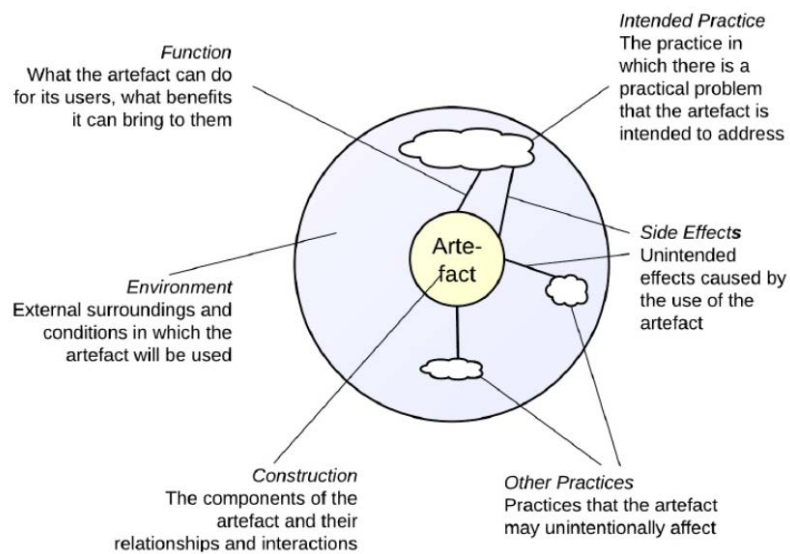 Intended Practice
The practice in
which there is a
practical problem
that the artefact is
intended to address
Function
What the artefact can do
for its users, what benefits
it can bring to them
Arte-
fact
Side Effects
Unintended
effects caused by
the use of the
artefact
Environment
External surroundings and
conditions in which the
artefact will be used
Construction
The components of the
artefact and their
relationships and interactions
Other Practices
Practices that the artefact
may unintentionally affect